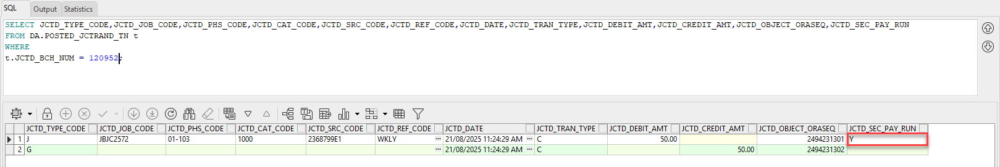 SQL Output Statistics
SELECT JCTD_TYPE_CODE,JCTD_JOB_CODE,JCTD_PHS_CODE,JCTD_CAT_CODE,JCTD_SRC_CODE,JCTD_REF_CODE,JCTD_DATE,JCTD_TRAN_TYPE,JCTD_DEBIT_AMT,JCTD_CREDIT_AMT,JCTD_OBJECT_ORASEQ,JCTD_SEC_PAY_RUN
FROM DA.POSTED_JCTRAND_TN t
WHERE
t.JCTD_BCH_NUM = 120952;
JCTD_TYPE_CODE JCTD_JOB_CODE JCTD_PHS_CODE JCTD_CAT_CODE JCTD_SRC_CODE JCTD_REF_CODE JCTD_DATE JCTD_TRAN_TYPE JCTD_DEBIT_AMT JCTD_CREDIT_AMT JCTD_OBJECT_ORASEQ JCTD_SEC_PAY_RUN
1 J JBJC2572 01-103 1000 2368799E1 WKLY ... 21/08/2025 11:24:29 AM ... C 50.00 2494231301 Y
2 G ... 21/08/2025 11:24:29 AM ... C 50.00 2494231302